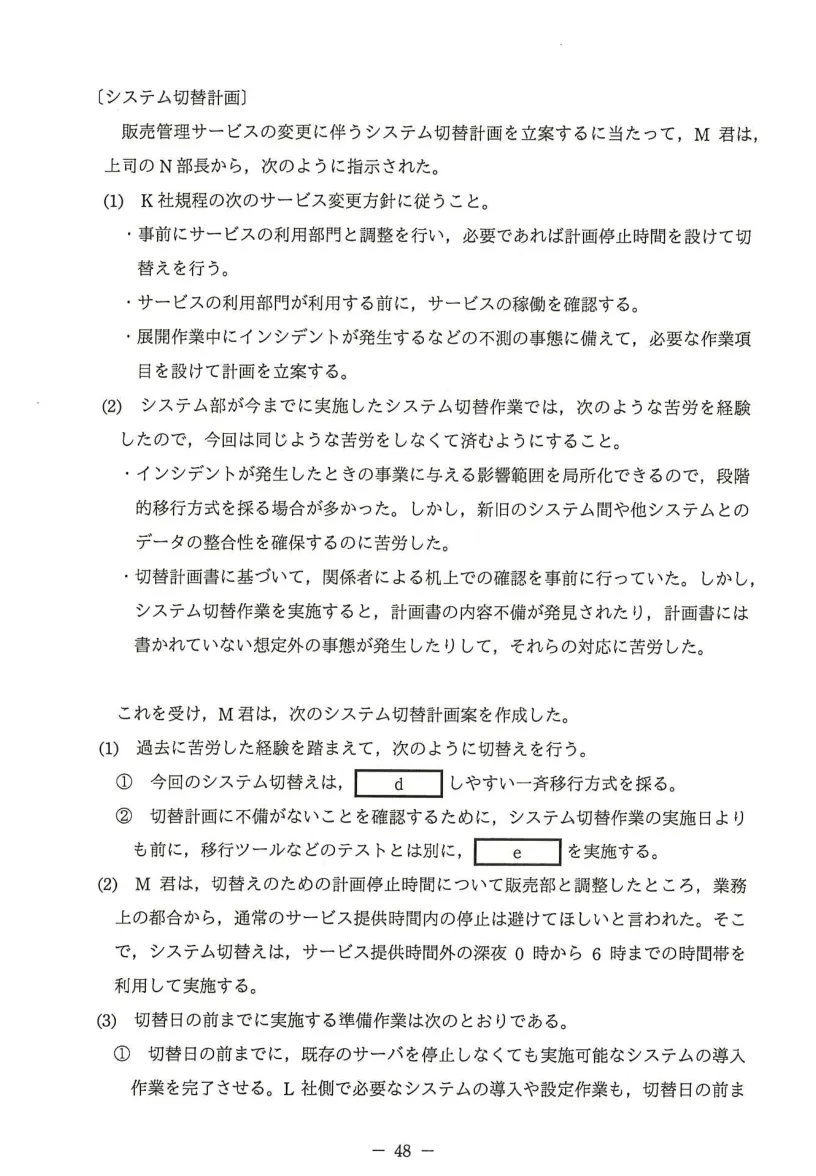 〔システム切替計画〕
販売管理サービスの変更に伴うシステム切替計画を立案するに当たって，M 君は，
上司のN部長から，次のように指示された。
(1) K社規程の次のサービス変更方針に従うこと。
・事前にサービスの利用部門と調整を行い，必要であれば計画停止時間を設けて切
替えを行う。
・サービスの利用部門が利用する前に，サービスの稼働を確認する。
・展開作業中にインシデントが発生するなどの不測の事態に備えて，必要な作業項
目を設けて計画を立案する。
(2) システム部が今までに実施したシステム切替作業では，次のような苦労を経験
したので，今回は同じような苦労をしなくて済むようにすること。
・インシデントが発生したときの事業に与える影響範囲を局所化できるので，段階
的移行方式を採る場合が多かった。しかし，新旧のシステム間や他システムとの
データの整合性を確保するのに苦労した。
・切替計画書に基づいて，関係者による机上での確認を事前に行っていた。しかし，
システム切替作業を実施すると，計画書の内容不備が発見されたり，計画書には
書かれていない想定外の事態が発生したりして，それらの対応に苦労した。
これを受け，M君は，次のシステム切替計画案を作成した。
(1) 過去に苦労した経験を踏まえて，次のように切替えを行う。
① 今回のシステム切替えは， d しやすい一斉移行方式を採る。
② 切替計画に不備がないことを確認するために，システム切替作業の実施日より
も前に，移行ツールなどのテストとは別に， e を実施する。
(2) M 君は，切替えのための計画停止時間について販売部と調整したところ，業務
上の都合から，通常のサービス提供時間内の停止は避けてほしいと言われた。そこ
で，システム切替えは，サービス提供時間外の深夜 0 時から 6 時までの時間帯を
利用して実施する。
(3) 切替日の前までに実施する準備作業は次のとおりである。
① 切替日の前までに，既存のサーバを停止しなくても実施可能なシステムの導入
作業を完了させる。L 社側で必要なシステムの導入や設定作業も，切替日の前ま
— 48 —